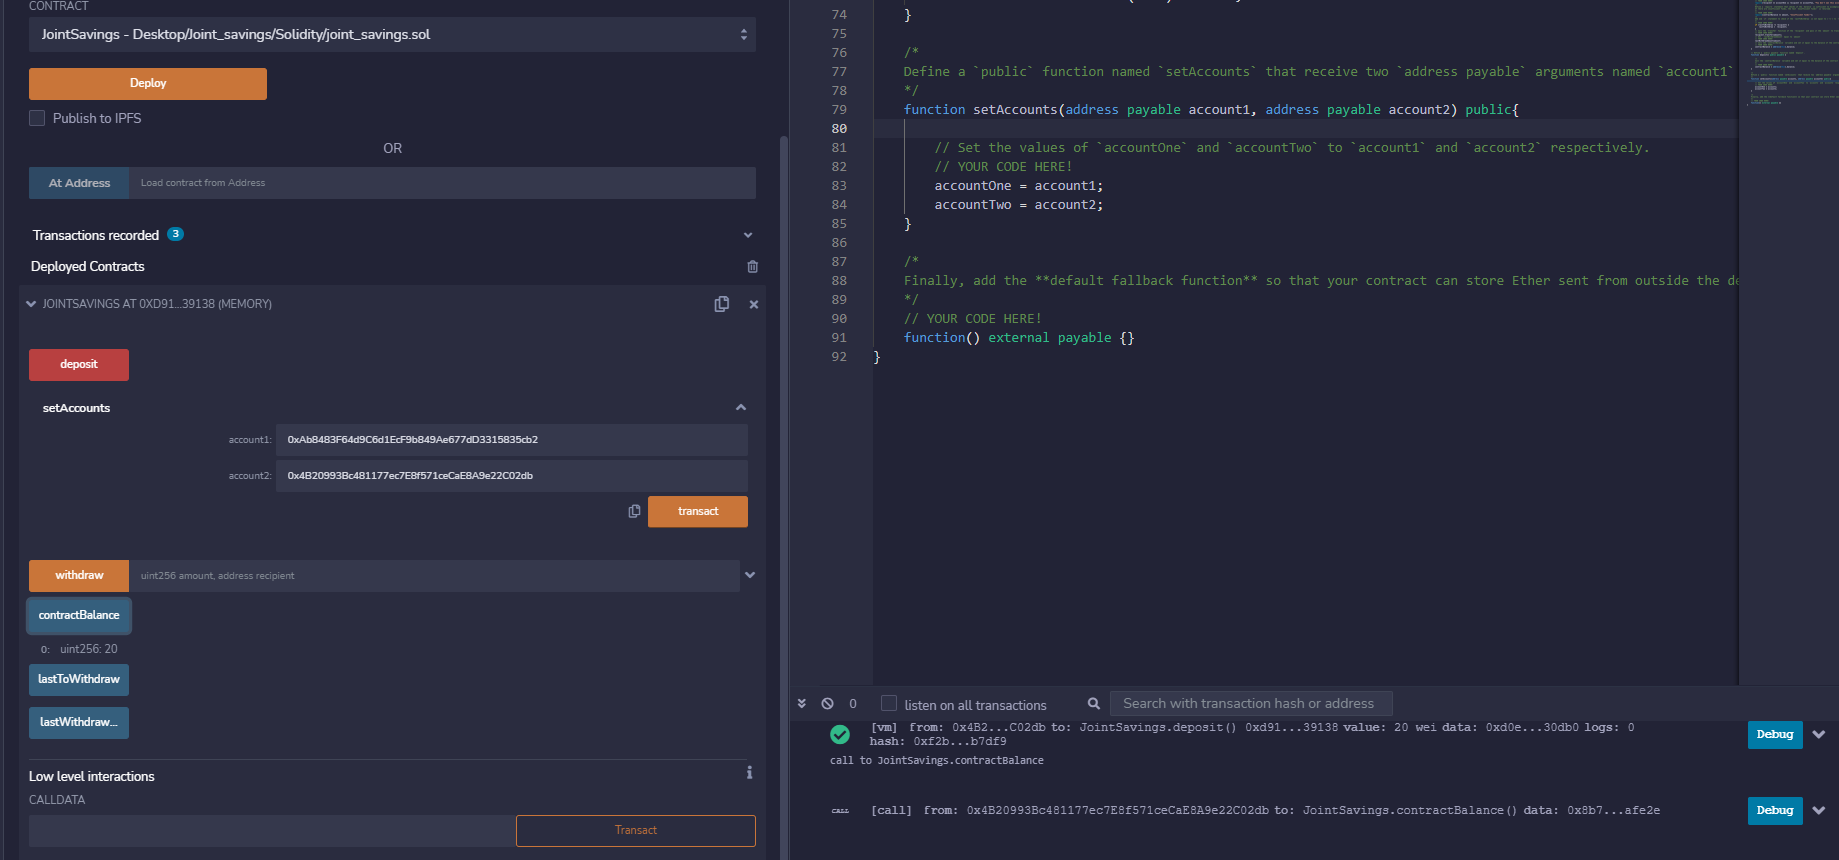 CONTRACT
JointSavings - Desktop/Joint_savings/Solidity/joint_savings.sol
Deploy
Publish to IPFS
OR
At Address Load contract from Address
Transactions recorded 3
Deployed Contracts
JOINTSAVINGS AT 0XD91...39138 (MEMORY)
deposit
setAccounts
account1: 0xAb8483F64d9C6d1EcF9b849Ae677dD3315835cb2
account2: 0x4B20993Bc481177ec7E8f571ceCaE8A9e22C02db
transact
withdraw uint256 amount, address recipient
contractBalance
0: uint256: 20
lastToWithdraw
lastWithdraw...
Low level interactions
CALLDATA
Transact
74 }
75
76 /*
77 Define a `public` function named `setAccounts` that receive two `address payable` arguments named `account1`
78 */
79 function setAccounts(address payable account1, address payable account2) public{
80
81 // Set the values of `accountOne` and `accountTwo` to `account1` and `account2` respectively.
82 // YOUR CODE HERE!
83 accountOne = account1;
84 accountTwo = account2;
85 }
86
87 /*
88 Finally, add the **default fallback function** so that your contract can store Ether sent from outside the de
89 */
90 // YOUR CODE HERE!
91 function() external payable {}
92 }
0 listen on all transactions Search with transaction hash or address
[vm] from: 0x4B2...C02db to: JointSavings.deposit() 0xd91...39138 value: 20 wei data: 0xd0e...30db0 logs: 0
hash: 0xf2b...b7df9
Debug
call to JointSavings.contractBalance
CALL [call] from: 0x4B20993Bc481177ec7E8f571ceCaE8A9e22C02db to: JointSavings.contractBalance() data: 0x8b7...afe2e
Debug